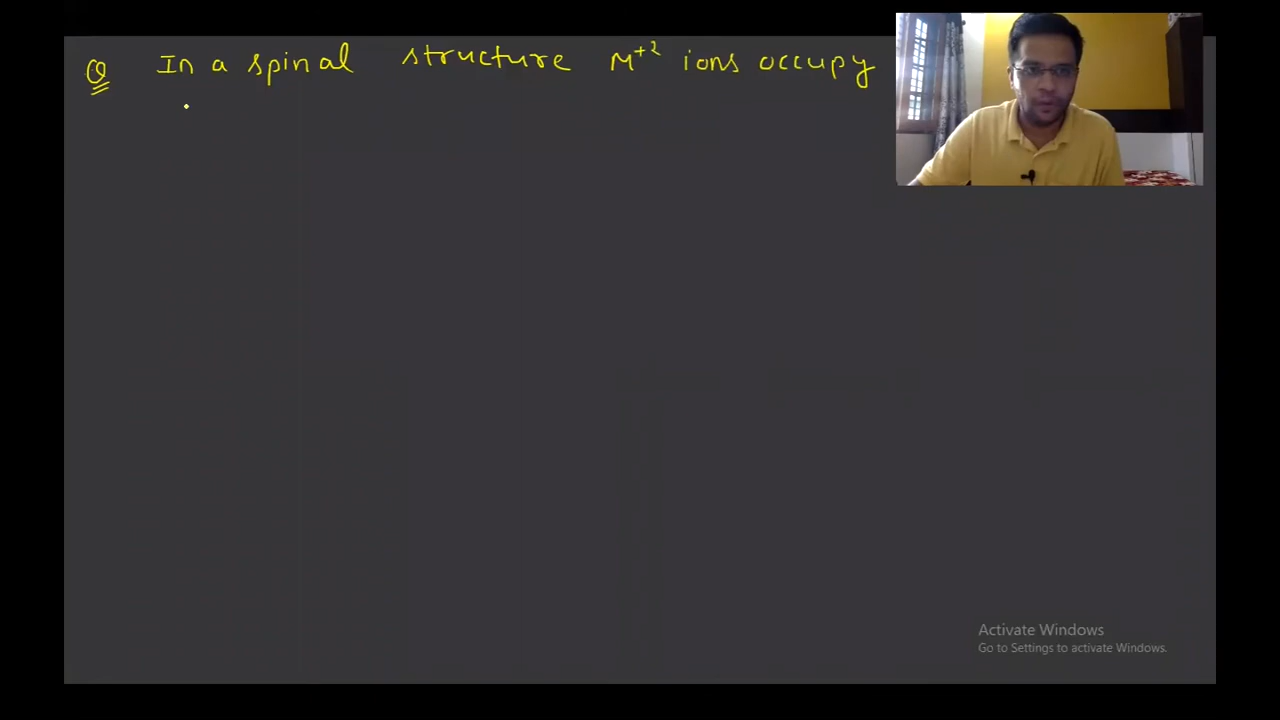 Q In a spinal structure M+2 ions occupy
Activate Windows
Go to Settings to activate Windows.